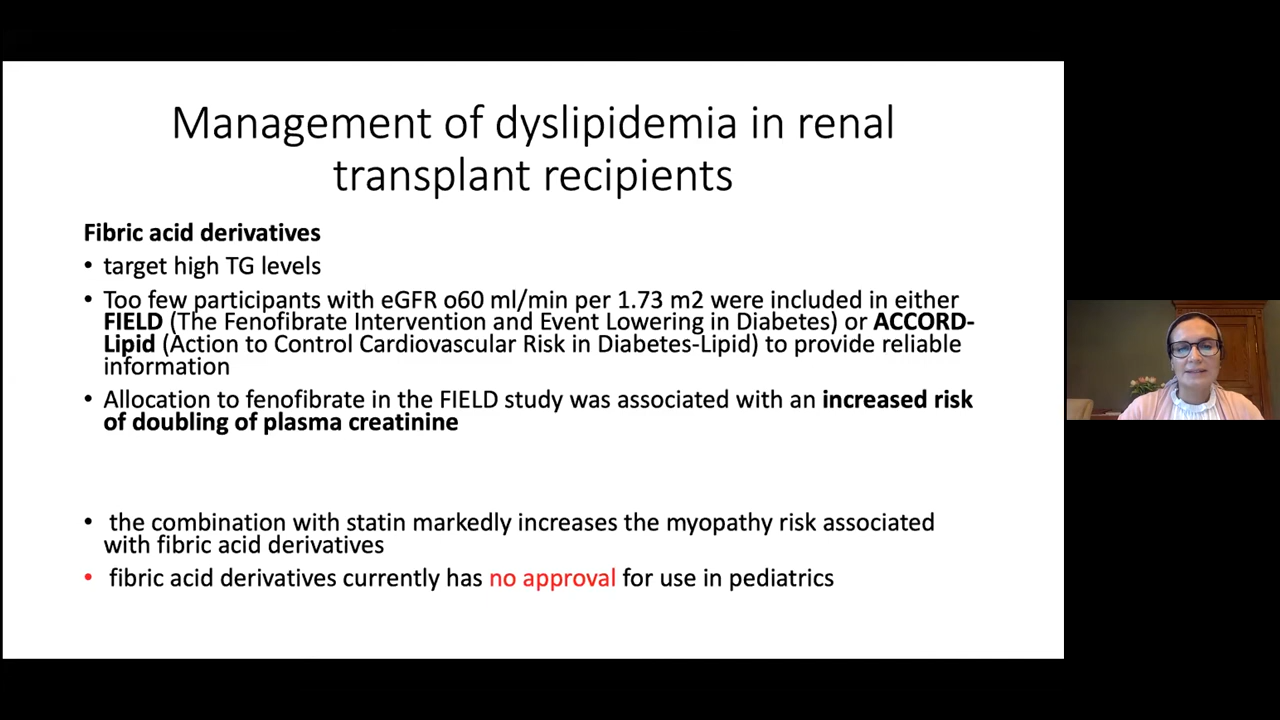 Management of dyslipidemia in renal
transplant recipients
Fibric acid derivatives
• target high TG levels
• Too few participants with eGFR o60 ml/min per 1.73 m2 were included in either
FIELD (The Fenofibrate Intervention and Event Lowering in Diabetes) or ACCORD-
Lipid (Action to Control Cardiovascular Risk in Diabetes-Lipid) to provide reliable
information
• Allocation to fenofibrate in the FIELD study was associated with an increased risk
of doubling of plasma creatinine
• the combination with statin markedly increases the myopathy risk associated
with fibric acid derivatives
• fibric acid derivatives currently has no approval for use in pediatrics